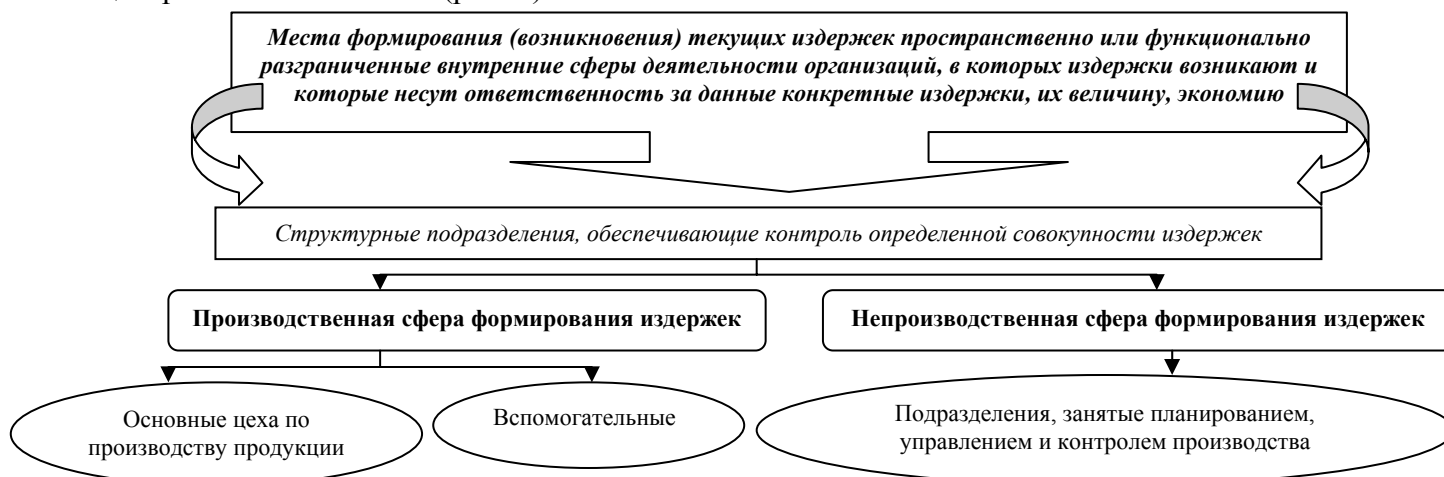 Места формирования (возникновения) текущих издержек пространственно или функционально
разграниченные внутренние сферы деятельности организаций, в которых издержки возникают и
которые несут ответственность за данные конкретные издержки, их величину, экономию
Структурные подразделения, обеспечивающие контроль определенной совокупности издержек
Производственная сфера формирования издержек
Непроизводственная сфера формирования издержек
Основные цеха по
производству продукции
Вспомогательные
Подразделения, занятые планированием,
управлением и контролем производства